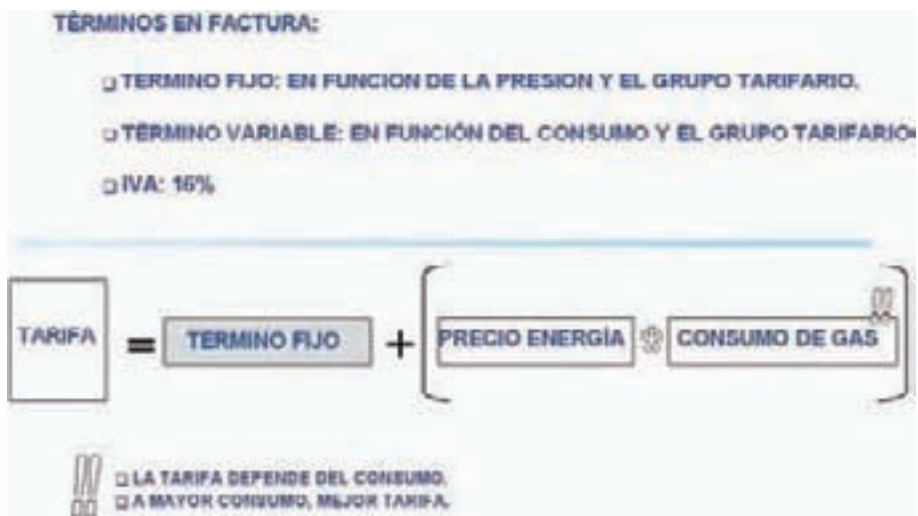 TÉRMINOS EN FACTURA:
❑ TERMINO FIJO: EN FUNCION DE LA PRESION Y EL GRUPO TARIFARIO.
❑ TÉRMINO VARIABLE: EN FUNCIÓN DEL CONSUMO Y EL GRUPO TARIFARIO.
❑ IVA: 16%
TARIFA = TERMINO FIJO + ( PRECIO ENERGÍA * CONSUMO DE GAS !! )
!! ❑ LA TARIFA DEPENDE DEL CONSUMO.
❑ A MAYOR CONSUMO, MEJOR TARIFA.